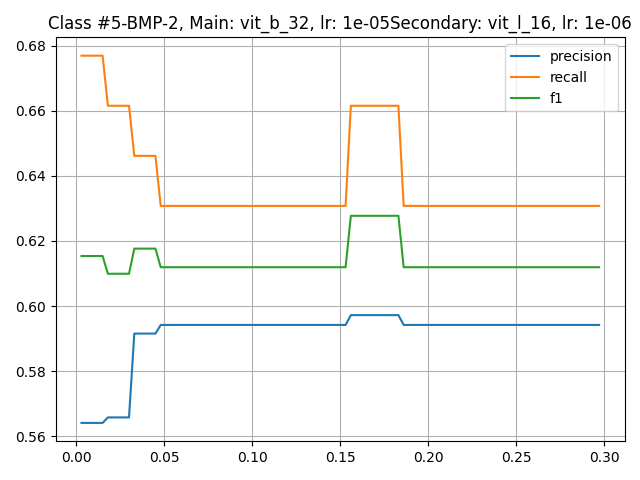 Class #5-BMP-2, Main: vit_b_32, lr: 1e-05Secondary: vit_l_16, lr: 1e-06
precision
recall
f1
0.68
0.66
0.64
0.62
0.60
0.58
0.56
0.00 0.05 0.10 0.15 0.20 0.25 0.30